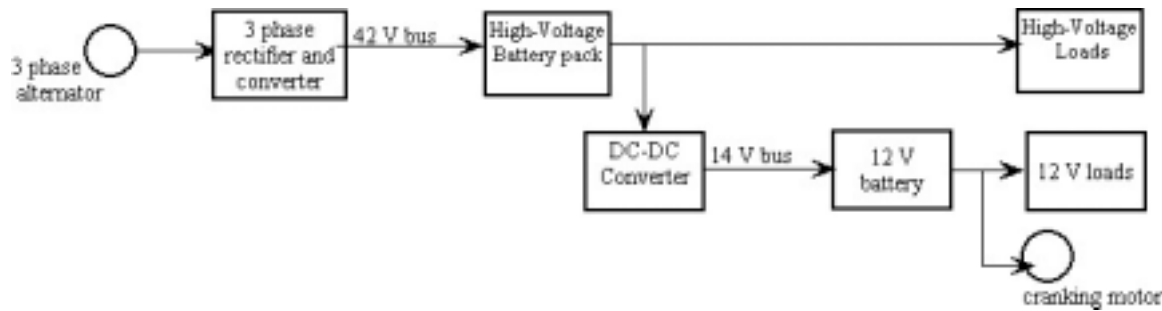 3 phase
alternator
3 phase
rectifier and
converter
42 V bus
High-Voltage
Battery pack
High-Voltage
Loads
DC-DC
Converter
14 V bus
12 V
battery
12 V loads
cranking motor